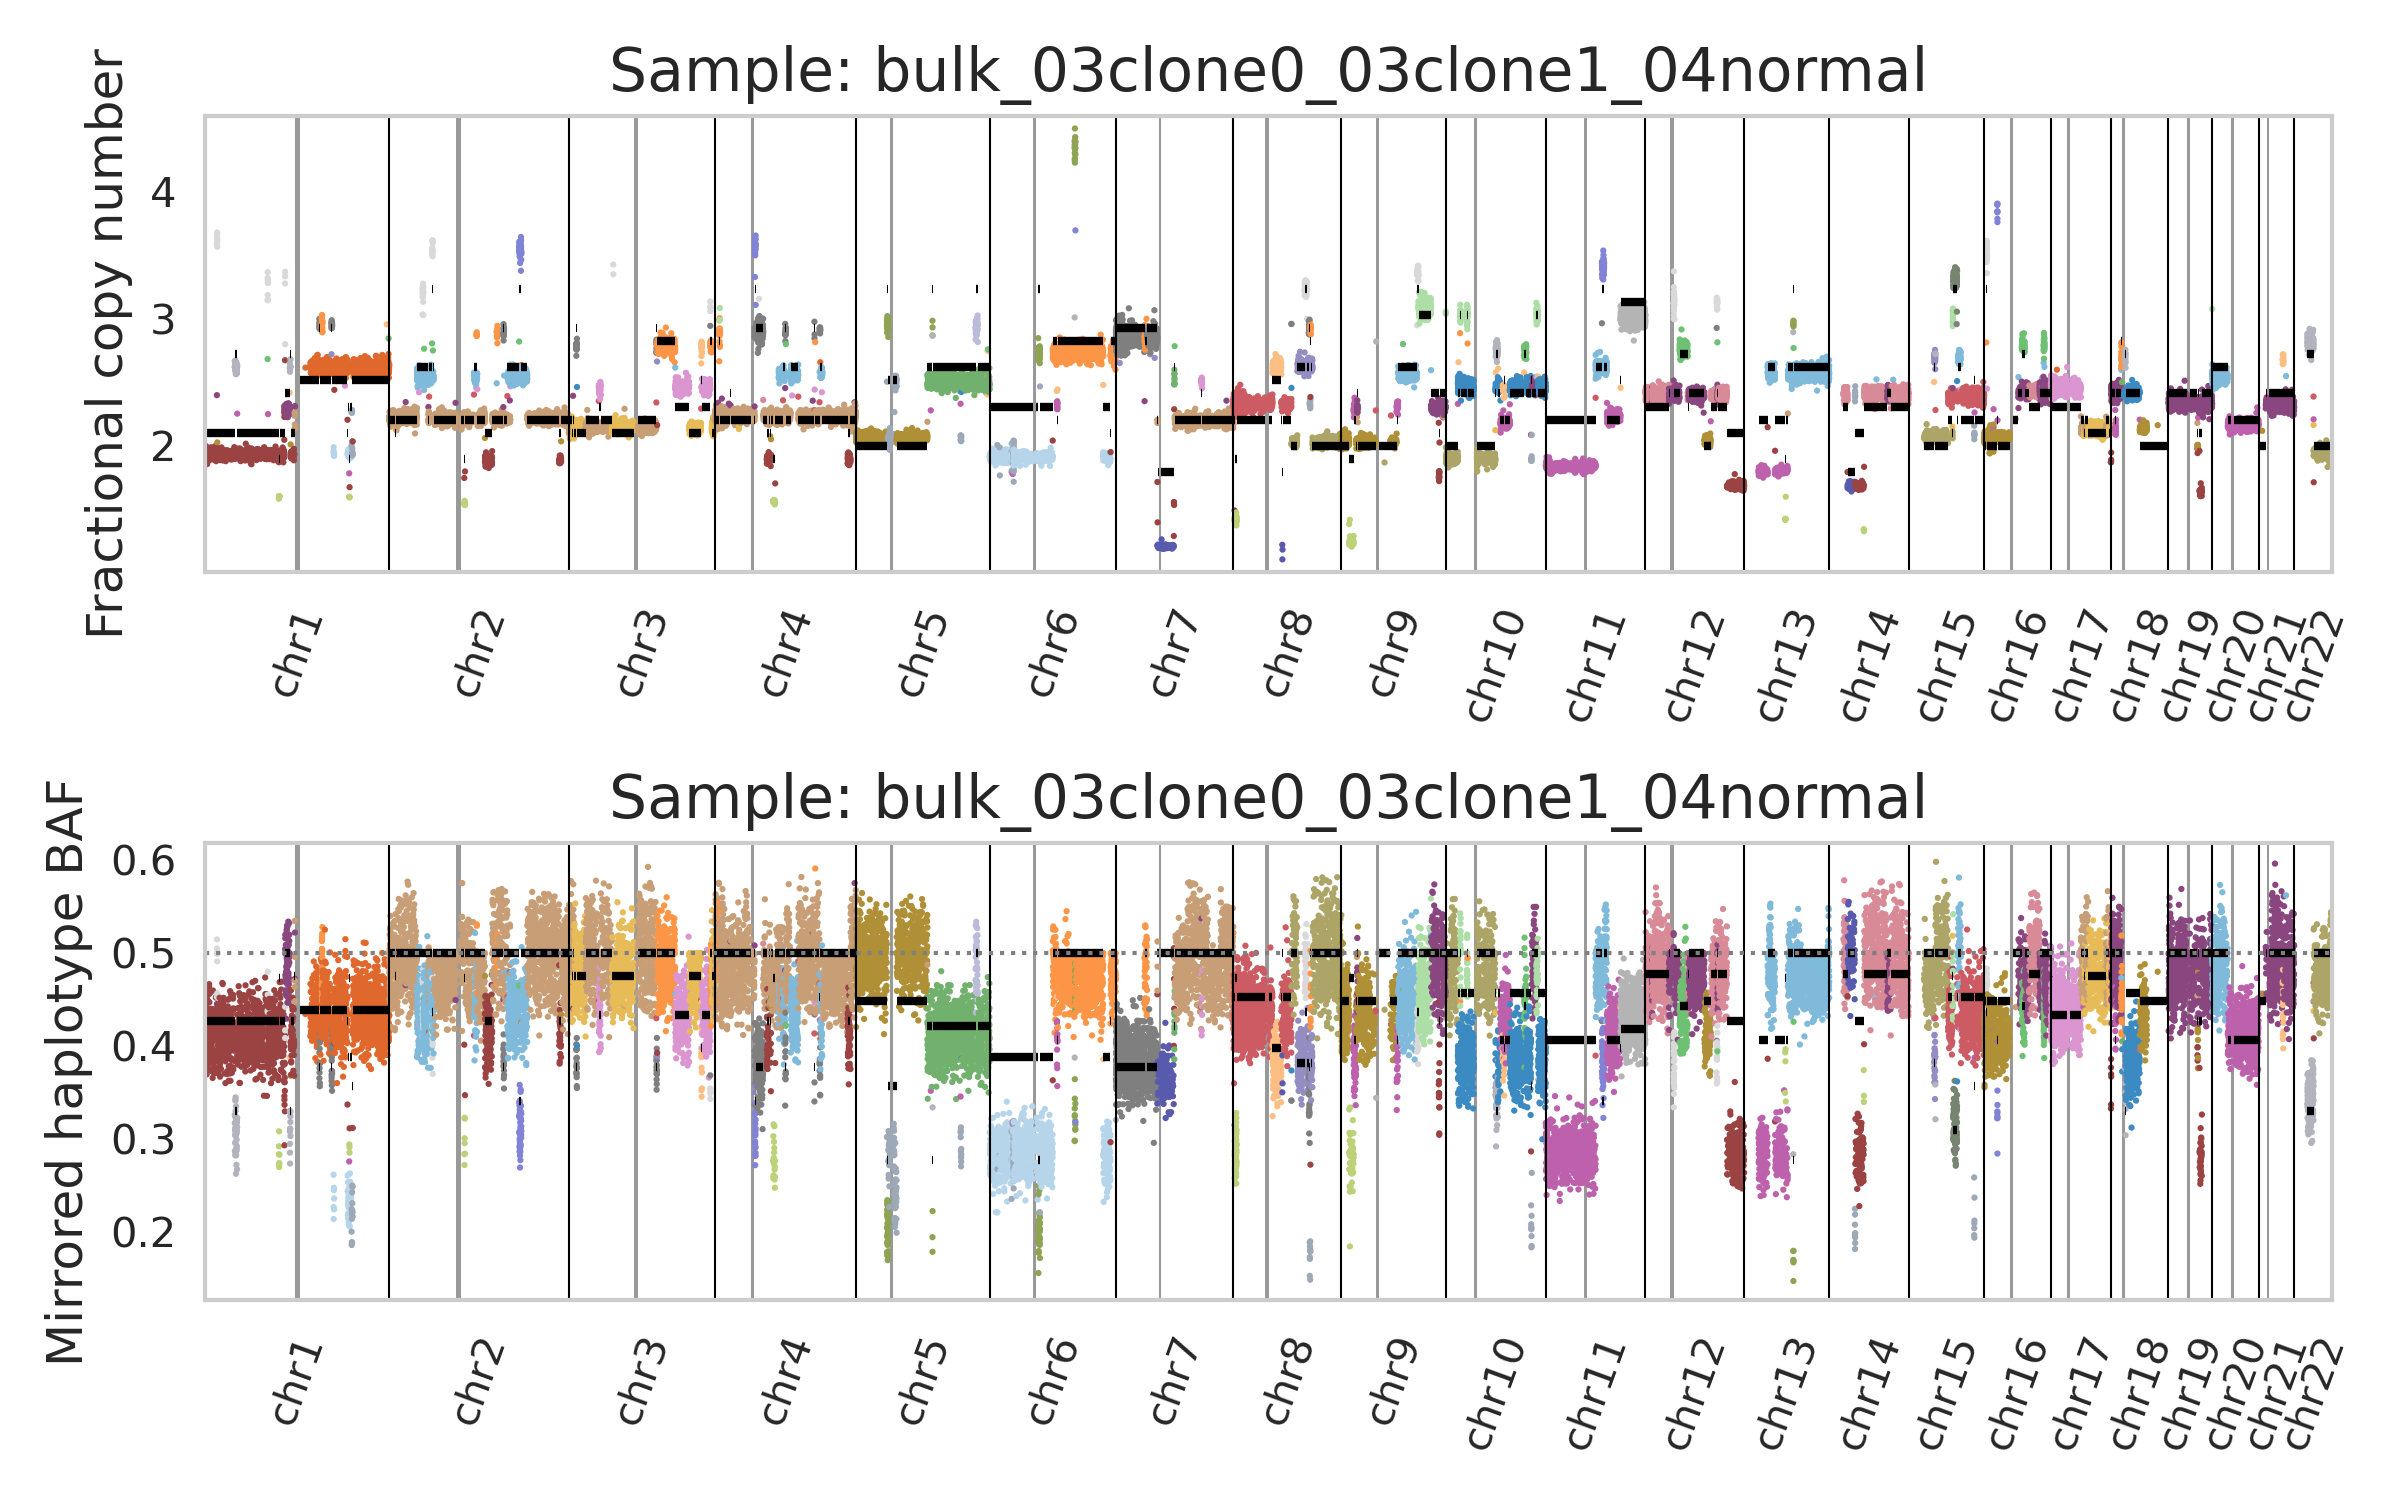 Sample: bulk_03clone0_03clone1_04normal
Fractional copy number
4
3
2
chr1 chr2 chr3 chr4 chr5 chr6 chr7 chr8 chr9 chr10 chr11 chr12 chr13 chr14 chr15 chr16 chr17 chr18 chr19 chr20 chr21 chr22
Sample: bulk_03clone0_03clone1_04normal
Mirrored haplotype BAF
0.6
0.5
0.4
0.3
0.2
chr1 chr2 chr3 chr4 chr5 chr6 chr7 chr8 chr9 chr10 chr11 chr12 chr13 chr14 chr15 chr16 chr17 chr18 chr19 chr20 chr21 chr22